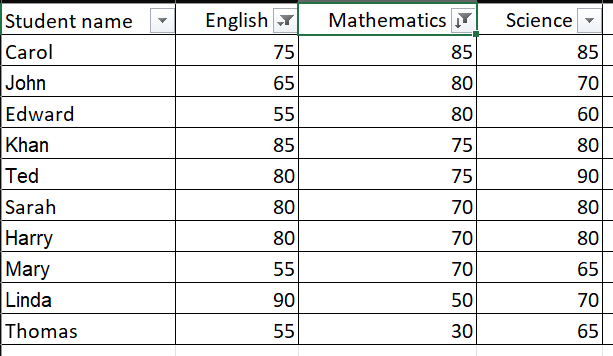 Student name English Mathematics Science
Carol 75 85 85
John 65 80 70
Edward 55 80 60
Khan 85 75 80
Ted 80 75 90
Sarah 80 70 80
Harry 80 70 80
Mary 55 70 65
Linda 90 50 70
Thomas 55 30 65